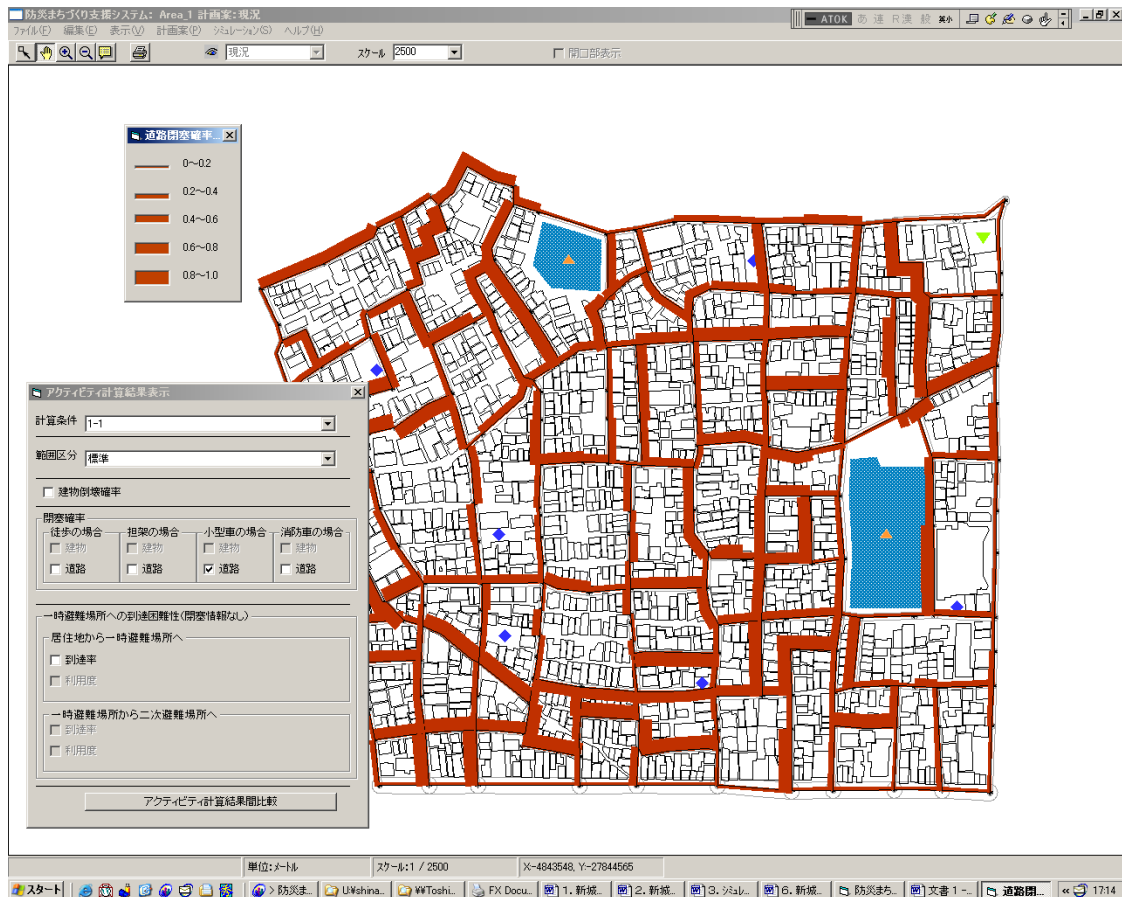 防災まちづくり支援システム: Area_1 計画案:現況
ATOK あ 連 R漢 般 英小
ファイル(F) 編集(E) 表示(V) 計画案(P) シミュレーション(S) ヘルプ(H)
現況 スケール 2500 開口部表示
道路閉塞確率...
0~0.2
0.2~0.4
0.4~0.6
0.6~0.8
0.8~1.0
アクティビティ計算結果表示
計算条件 1-1
範囲区分 標準
建物倒壊確率
閉塞確率
徒歩の場合 担架の場合 小型車の場合 消防車の場合
建物 建物 建物 建物
道路 道路 道路 道路
一時避難場所への到達困難性(閉塞情報なし)
居住地から一時避難場所へ
到達率
利用度
一時避難場所から二次避難場所へ
到達率
利用度
アクティビティ計算結果間比較
単位:メートル スケール:1 / 2500 X:-4843548, Y:-27844565
スタート > 防災ま... U:¥shina... ¥¥Toshi... FX Docu... 1. 新城... 2. 新城... 3. シミュレ... 6. 新城... 防災まち... 文書 1 -... 道路閉... « 17:14